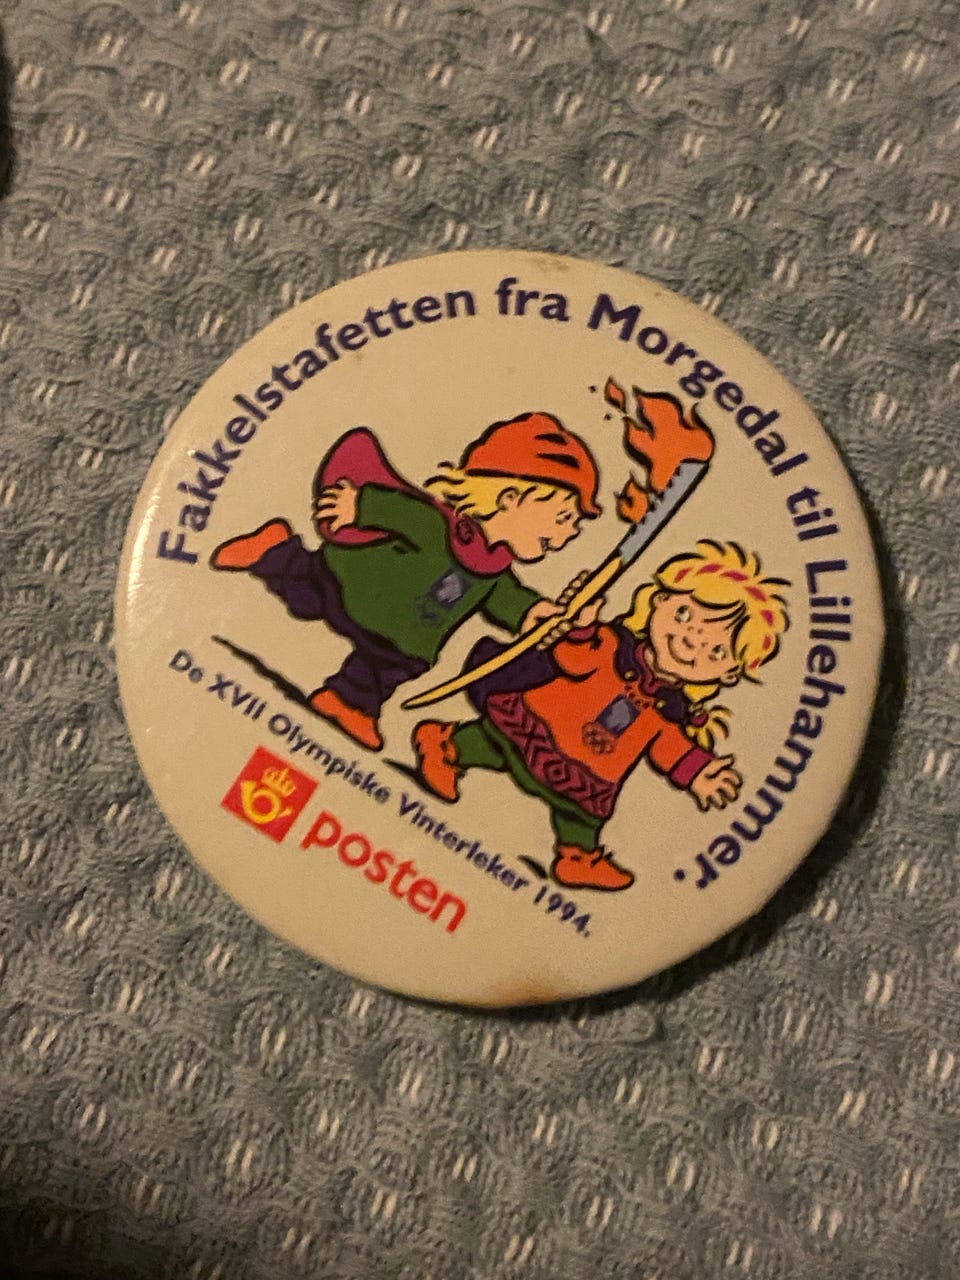 Fakkelstafetten fra Morgedal til Lillehammer.
De XVII Olympiske Vinterleker 1994.
posten